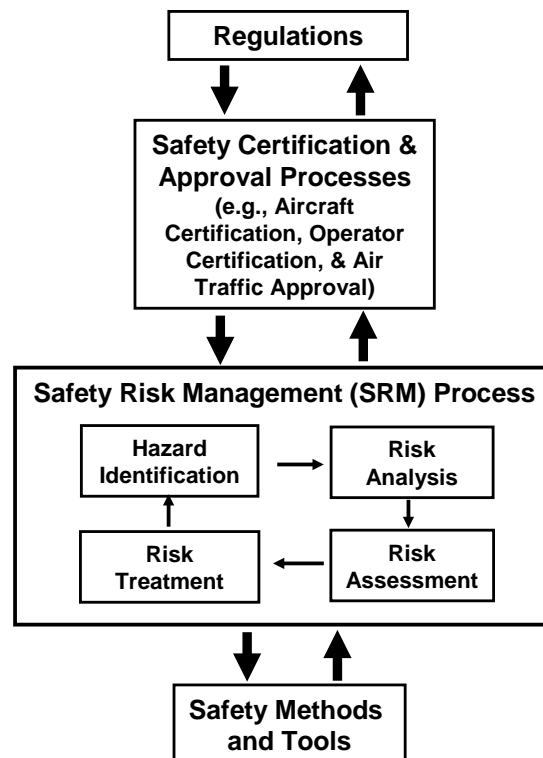 Regulations
Safety Certification &
Approval Processes
(e.g., Aircraft
Certification, Operator
Certification, & Air
Traffic Approval)
Safety Risk Management (SRM) Process
Hazard
Identification
Risk
Analysis
Risk
Treatment
Risk
Assessment
Safety Methods
and Tools